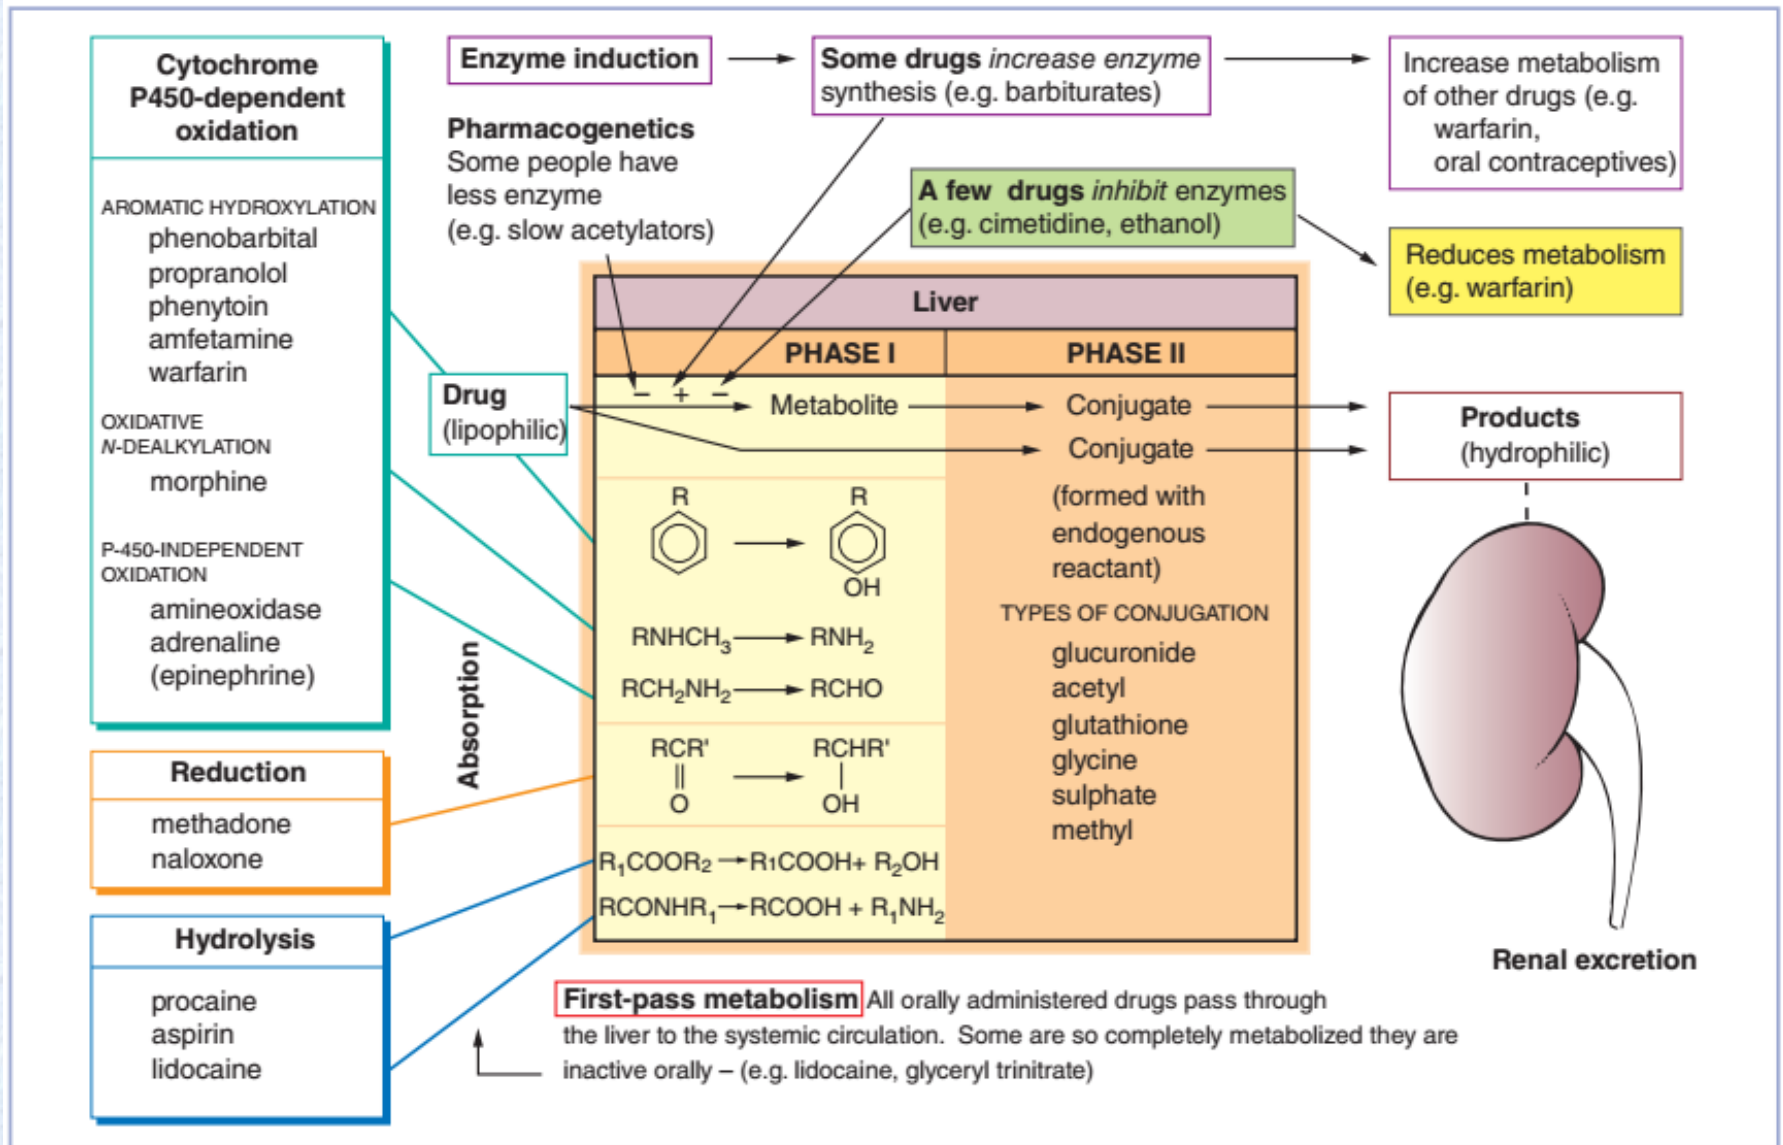 Cytochrome
P450-dependent
oxidation
AROMATIC HYDROXYLATION
phenobarbital
propranolol
phenytoin
amfetamine
warfarin
OXIDATIVE
N-DEALKYLATION
morphine
P-450-INDEPENDENT
OXIDATION
amineoxidase
adrenaline
(epinephrine)
Reduction
methadone
naloxone
Hydrolysis
procaine
aspirin
lidocaine
Enzyme induction
Some drugs increase enzyme
synthesis (e.g. barbiturates)
Increase metabolism
of other drugs (e.g.
warfarin,
oral contraceptives)
Pharmacogenetics
Some people have
less enzyme
(e.g. slow acetylators)
A few drugs inhibit enzymes
(e.g. cimetidine, ethanol)
Reduces metabolism
(e.g. warfarin)
Drug
(lipophilic)
Absorption
Liver
PHASE I
PHASE II
– + –
Metabolite
Conjugate
Conjugate
R
R
OH
RNHCH₃ → RNH₂
RCH₂NH₂ → RCHO
RCR' RCHR'
|| → |
O OH
R₁COOR₂ → R1COOH+ R₂OH
RCONHR₁ → RCOOH + R₁NH₂
(formed with
endogenous
reactant)
TYPES OF CONJUGATION
glucuronide
acetyl
glutathione
glycine
sulphate
methyl
Products
(hydrophilic)
Renal excretion
First-pass metabolism All orally administered drugs pass through
the liver to the systemic circulation. Some are so completely metabolized they are
inactive orally – (e.g. lidocaine, glyceryl trinitrate)